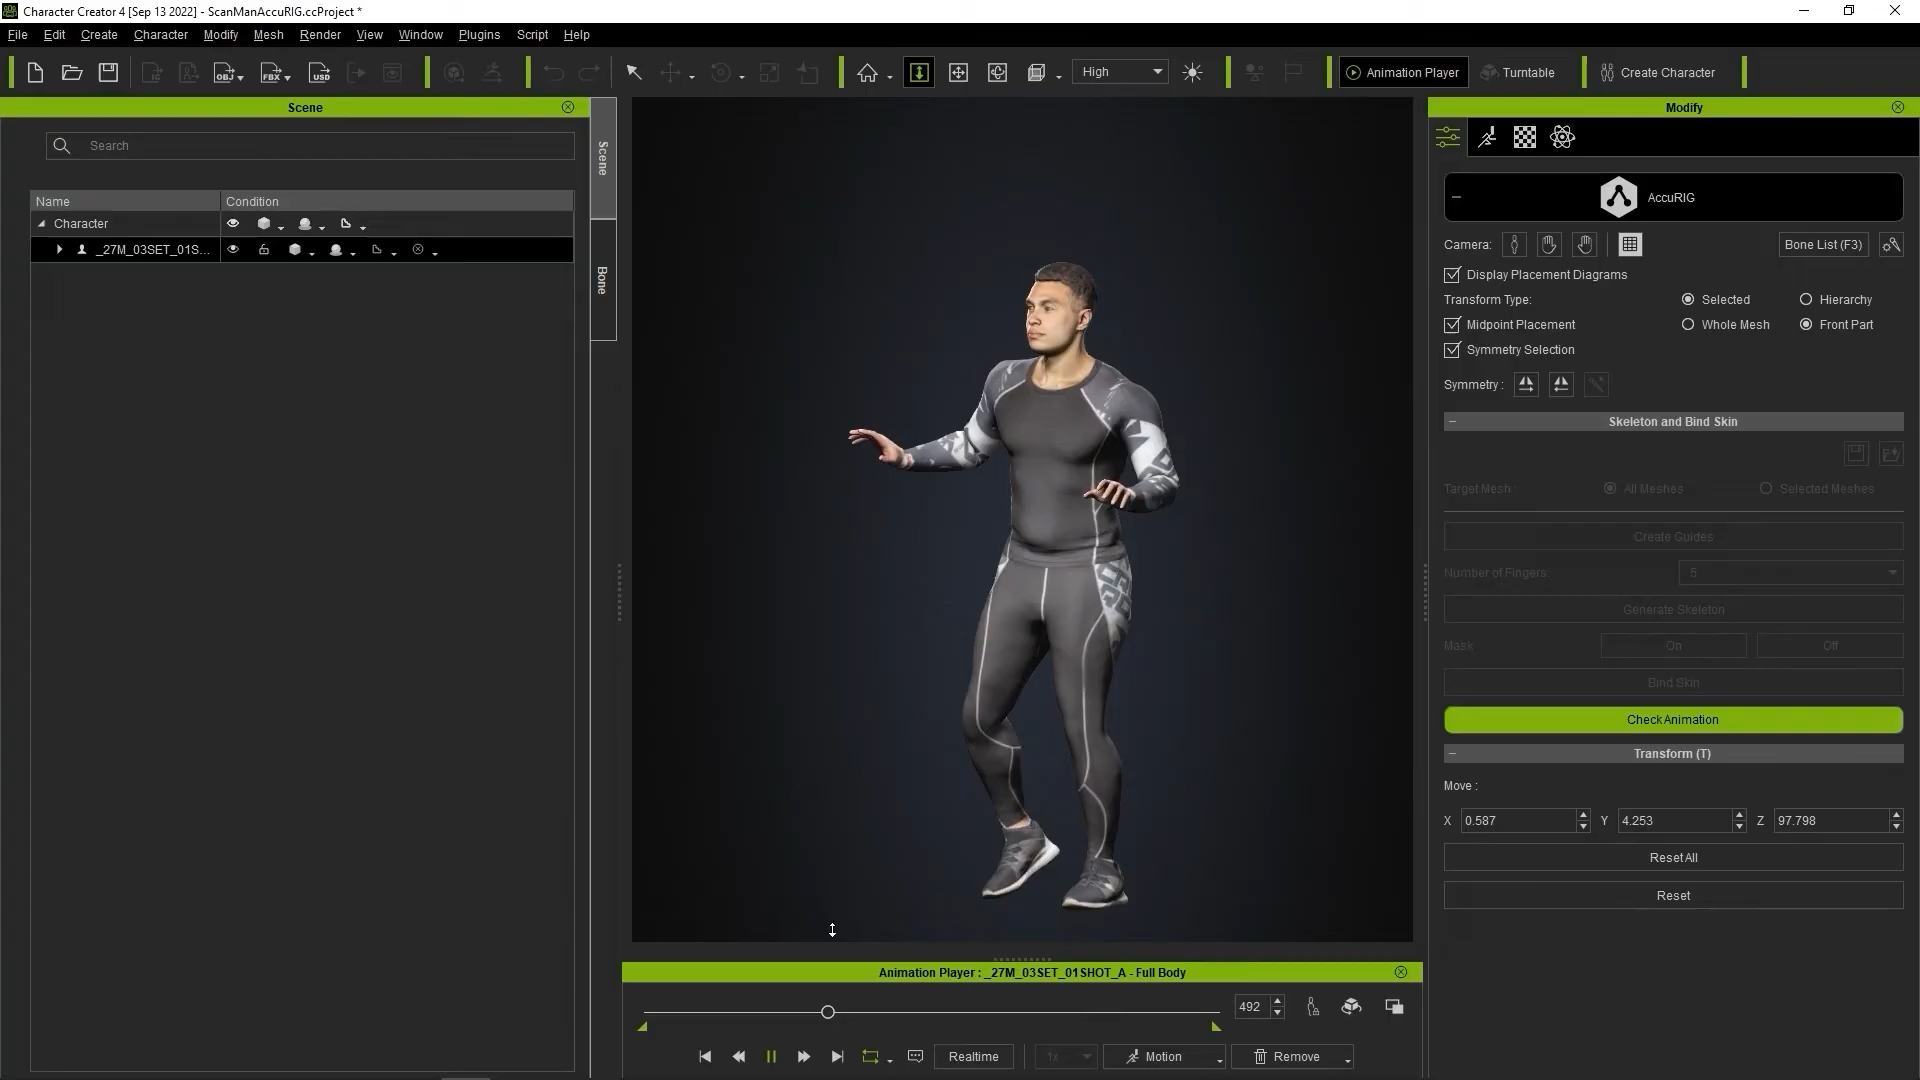 Character Creator 4 [Sep 13 2022] - ScanManAccuRIG.ccProject *
File Edit Create Character Modify Mesh Render View Window Plugins Script Help
OBJ FBX USD High Animation Player Turntable Create Character
Scene
Search
Name Condition
Character
_27M_03SET_01S...
Scene
Bone
Modify
AccuRIG
Camera: Bone List (F3)
Display Placement Diagrams
Transform Type: Selected Hierarchy
Midpoint Placement Whole Mesh Front Part
Symmetry Selection
Symmetry :
Skeleton and Bind Skin
Target Mesh : All Meshes Selected Meshes
Create Guides
Number of Fingers: 5
Generate Skeleton
Mask On Off
Bind Skin
Check Animation
Transform (T)
Move :
X 0.587 Y 4.253 Z 97.798
Reset All
Reset
Animation Player : _27M_03SET_01SHOT_A - Full Body
492
Realtime 1x Motion Remove